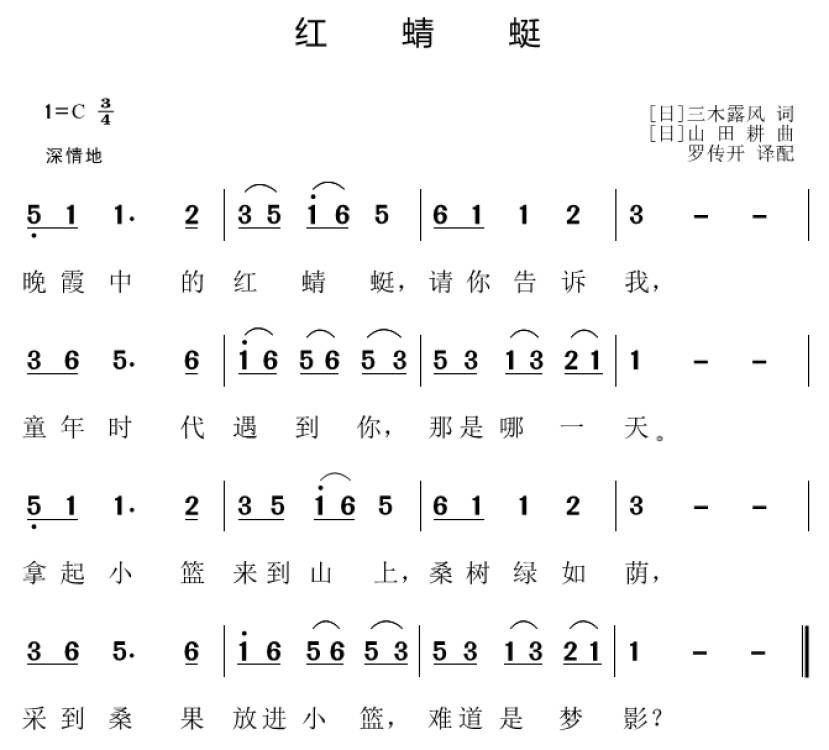 红 蜻 蜓
1=C 3/4
[日]三木露风 词
[日]山 田 耕 曲
深情地
罗传开 译配
5̣ 1 1. 2 | 3 5 i 6 5 | 6 1 1 2 | 3 – – |
晚霞中 的红 蜻 蜓，请你告诉 我，
3 6 5. 6 | i 6 5 6 5 3 | 5 3 1 3 2 1 | 1 – – |
童年时 代遇 到 你，那是哪 一 天。
5̣ 1 1. 2 | 3 5 i 6 5 | 6 1 1 2 | 3 – – |
拿起小 篮来到山 上，桑树绿如 荫，
3 6 5. 6 | i 6 5 6 5 3 | 5 3 1 3 2 1 | 1 – – ‖
采到桑 果放进小 篮，难道是 梦 影？